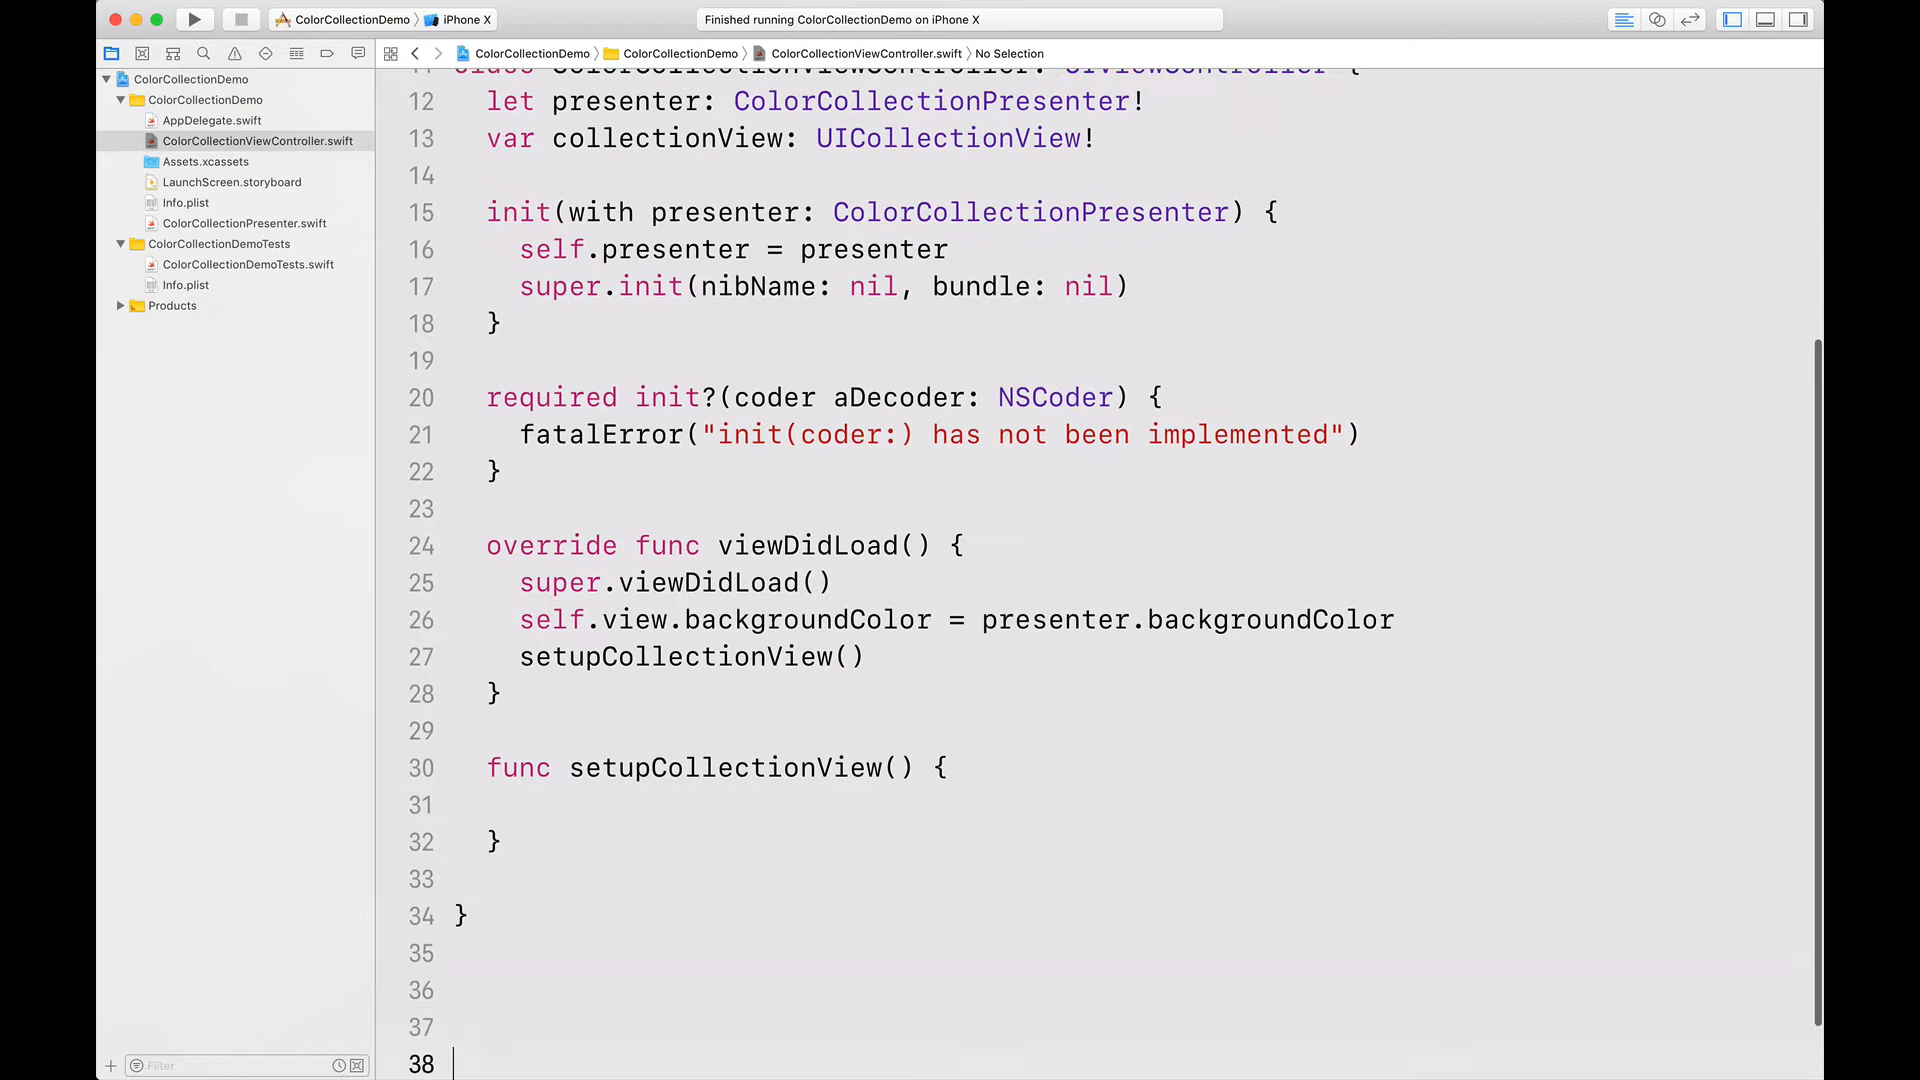 ColorCollectionDemo iPhone X
Finished running ColorCollectionDemo on iPhone X
ColorCollectionDemo ColorCollectionDemo ColorCollectionViewController.swift No Selection
ColorCollectionDemo
ColorCollectionDemo
AppDelegate.swift
ColorCollectionViewController.swift
Assets.xcassets
LaunchScreen.storyboard
Info.plist
ColorCollectionPresenter.swift
ColorCollectionDemoTests
ColorCollectionDemoTests.swift
Info.plist
Products
Filter
11 class ColorCollectionViewController: UIViewController {
12 let presenter: ColorCollectionPresenter!
13 var collectionView: UICollectionView!
14
15 init(with presenter: ColorCollectionPresenter) {
16 self.presenter = presenter
17 super.init(nibName: nil, bundle: nil)
18 }
19
20 required init?(coder aDecoder: NSCoder) {
21 fatalError("init(coder:) has not been implemented")
22 }
23
24 override func viewDidLoad() {
25 super.viewDidLoad()
26 self.view.backgroundColor = presenter.backgroundColor
27 setupCollectionView()
28 }
29
30 func setupCollectionView() {
31
32 }
33
34 }
35
36
37
38